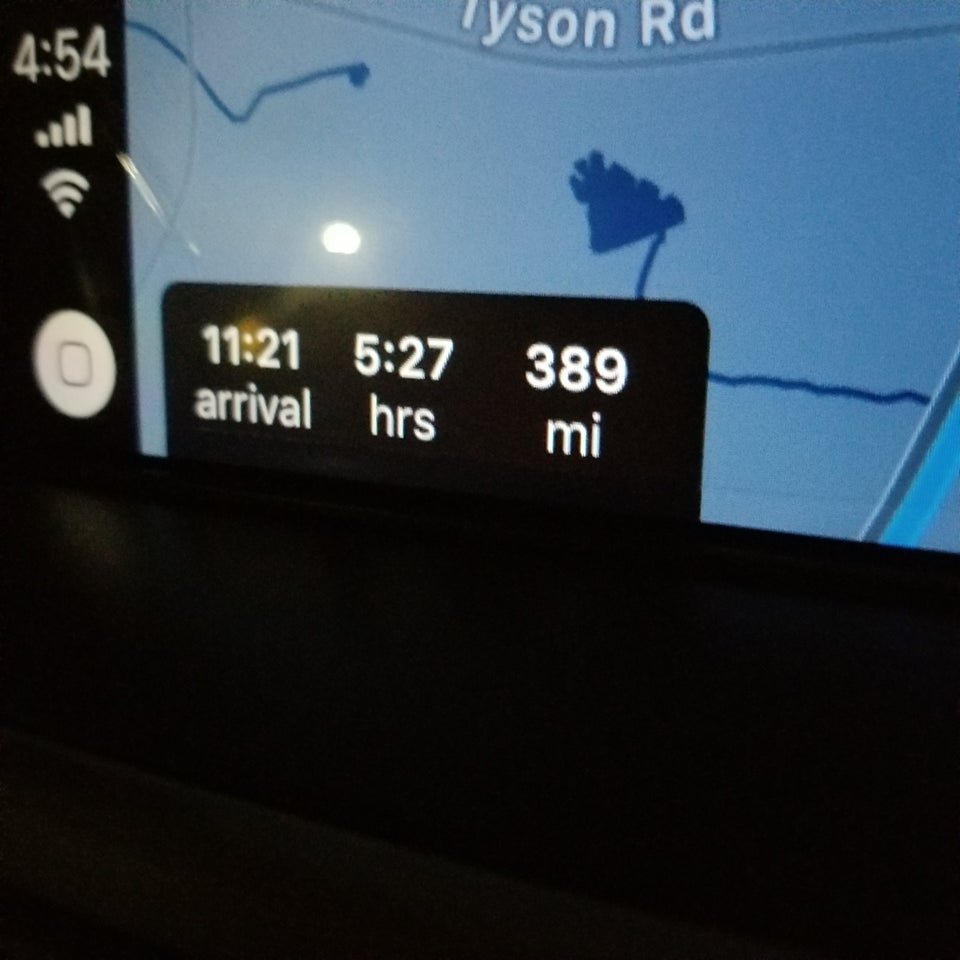 Tyson Rd
4:54
11:21 5:27 389
arrival hrs mi